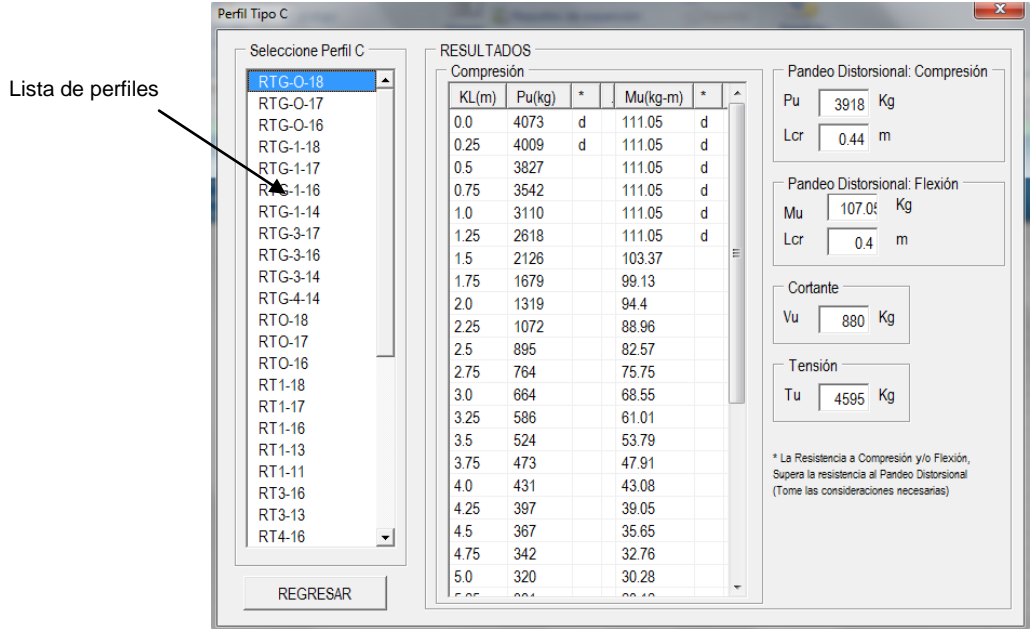 Perfil Tipo C
Lista de perfiles
Seleccione Perfil C
RTG-O-18
RTG-O-17
RTG-O-16
RTG-1-18
RTG-1-17
RTG-1-16
RTG-1-14
RTG-3-17
RTG-3-16
RTG-3-14
RTG-4-14
RTO-18
RTO-17
RTO-16
RT1-18
RT1-17
RT1-16
RT1-13
RT1-11
RT3-16
RT3-13
RT4-16
REGRESAR
RESULTADOS
Compresión
KL(m) Pu(kg) * . Mu(kg-m) *
0.0 4073 d 111.05 d
0.25 4009 d 111.05 d
0.5 3827 111.05 d
0.75 3542 111.05 d
1.0 3110 111.05 d
1.25 2618 111.05 d
1.5 2126 103.37
1.75 1679 99.13
2.0 1319 94.4
2.25 1072 88.96
2.5 895 82.57
2.75 764 75.75
3.0 664 68.55
3.25 586 61.01
3.5 524 53.79
3.75 473 47.91
4.0 431 43.08
4.25 397 39.05
4.5 367 35.65
4.75 342 32.76
5.0 320 30.28
Pandeo Distorsional: Compresión
Pu 3918 Kg
Lcr 0.44 m
Pandeo Distorsional: Flexión
Mu 107.05 Kg
Lcr 0.4 m
Cortante
Vu 880 Kg
Tensión
Tu 4595 Kg
* La Resistencia a Compresión y/o Flexión,
Supera la resistencia al Pandeo Distorsional
(Tome las consideraciones necesarias)